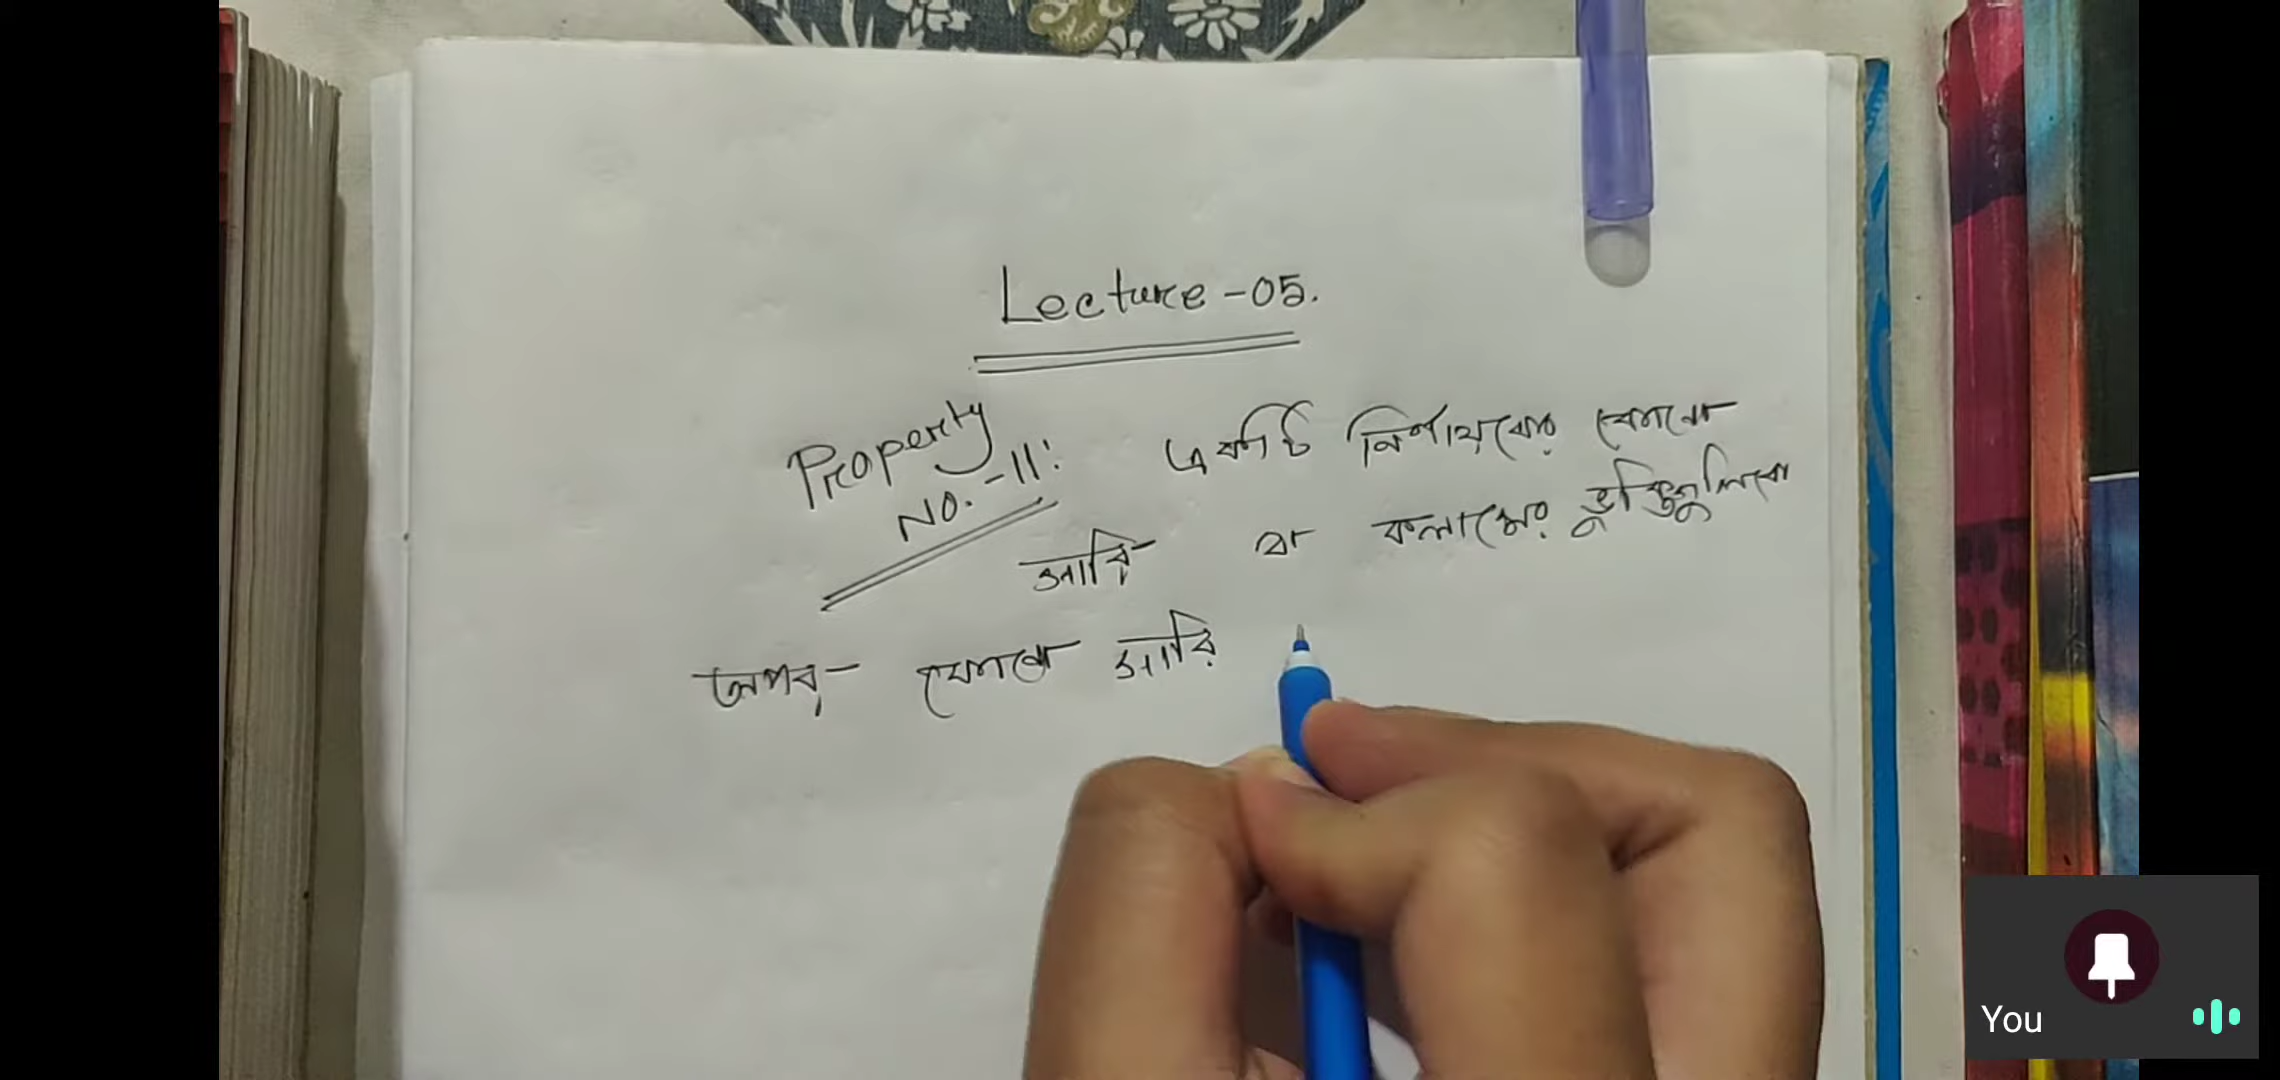 Lecture-05.
Property একটি নির্ণায়কের কোনো
NO.-11: সারি বা কলামের ভুক্তিগুলিকে
অপর কোনো সারি
You